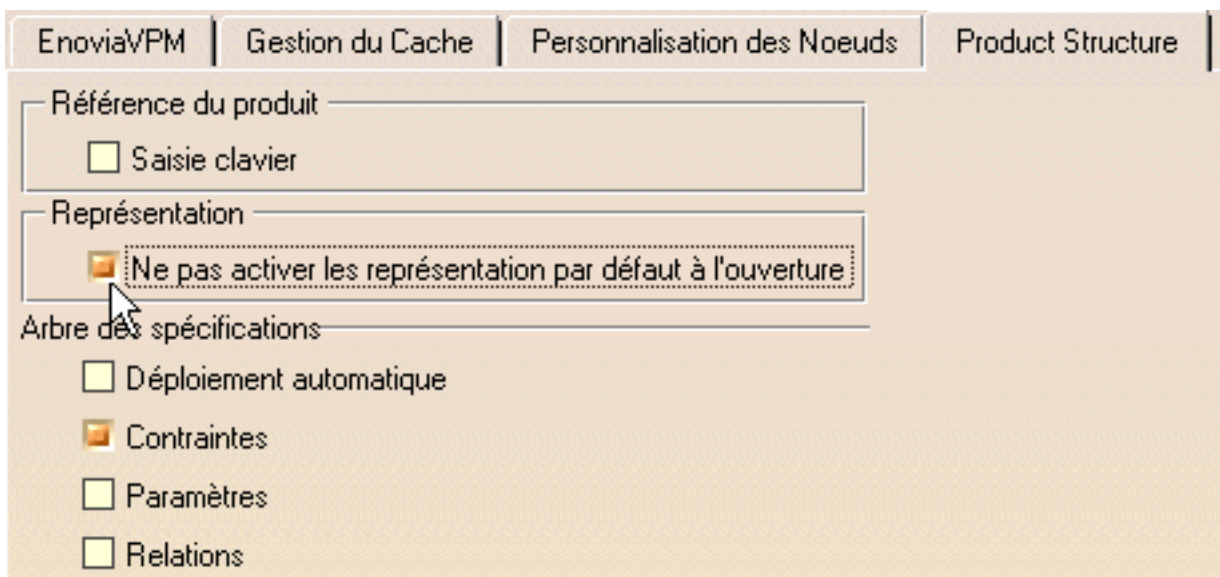 EnoviaVPM Gestion du Cache Personnalisation des Noeuds Product Structure
Référence du produit
Saisie clavier
Représentation
Ne pas activer les représentation par défaut à l'ouverture
Arbre des spécifications
Déploiement automatique
Contraintes
Paramètres
Relations